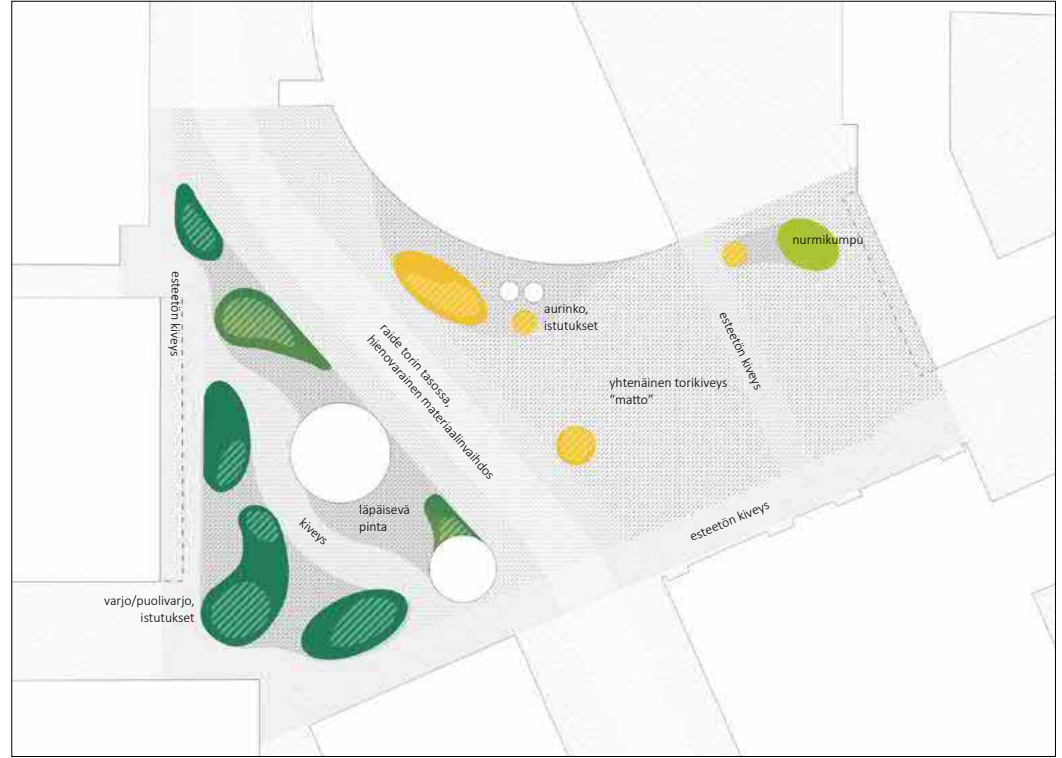 nurmikumpu
esteetön kiveys
aurinko,
istutukset
raide torin tasossa,
hienovarainen materiaalinvaihdos
esteetön kiveys
yhtenäinen torikiveys
"matto"
läpäisevä
pinta
kiveys
esteetön kiveys
varjo/puolivarjo,
istutukset